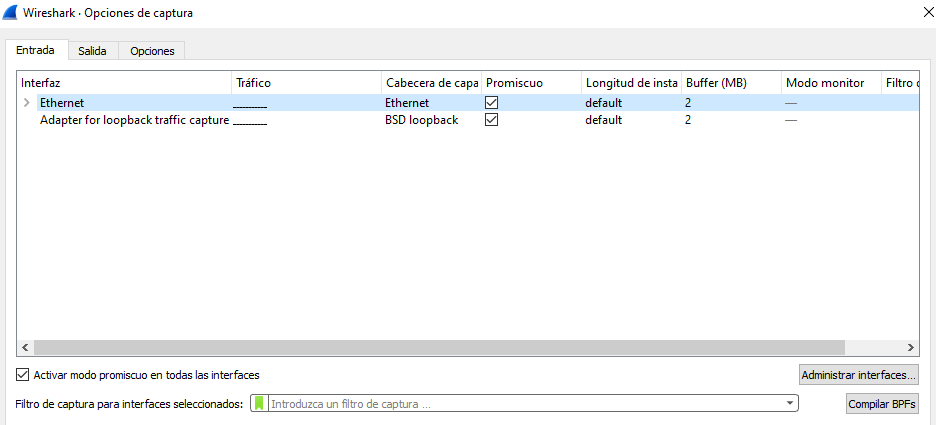 Wireshark · Opciones de captura
Entrada Salida Opciones
Interfaz Tráfico Cabecera de capa Promiscuo Longitud de insta Buffer (MB) Modo monitor Filtro
Ethernet Ethernet default 2 —
Adapter for loopback traffic capture BSD loopback default 2 —
Activar modo promiscuo en todas las interfaces
Administrar interfaces...
Filtro de captura para interfaces seleccionados: Introduzca un filtro de captura ... Compilar BPFs